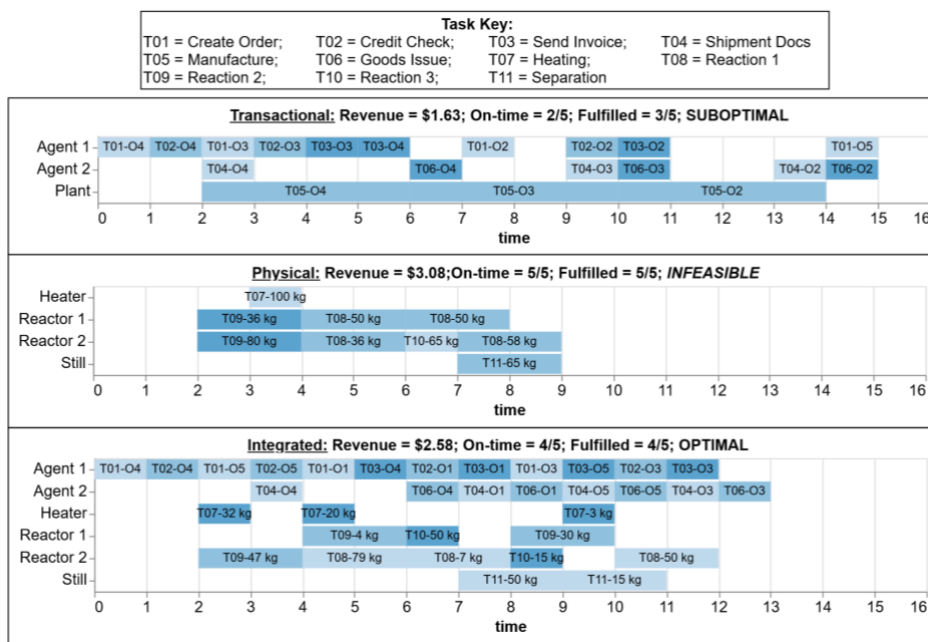 Task Key:
T01 = Create Order; T02 = Credit Check; T03 = Send Invoice; T04 = Shipment Docs
T05 = Manufacture; T06 = Goods Issue; T07 = Heating; T08 = Reaction 1
T09 = Reaction 2; T10 = Reaction 3; T11 = Separation
Transactional: Revenue = $1.63; On-time = 2/5; Fulfilled = 3/5; SUBOPTIMAL
Agent 1 T01-O4 T02-O4 T01-O3 T02-O3 T03-O3 T03-O4 T01-O2 T02-O2 T03-O2 T01-O5
Agent 2 T04-O4 T06-O4 T04-O3 T06-O3 T04-O2 T06-O2
Plant T05-O4 T05-O3 T05-O2
0 1 2 3 4 5 6 7 8 9 10 11 12 13 14 15 16
time
Physical: Revenue = $3.08;On-time = 5/5; Fulfilled = 5/5; INFEASIBLE
Heater T07-100 kg
Reactor 1 T09-36 kg T08-50 kg T08-50 kg
Reactor 2 T09-80 kg T08-36 kg T10-65 kg T08-58 kg
Still T11-65 kg
0 1 2 3 4 5 6 7 8 9 10 11 12 13 14 15 16
time
Integrated: Revenue = $2.58; On-time = 4/5; Fulfilled = 4/5; OPTIMAL
Agent 1 T01-O4 T02-O4 T01-O5 T02-O5 T01-O1 T03-O4 T02-O1 T03-O1 T01-O3 T03-O5 T02-O3 T03-O3
Agent 2 T04-O4 T06-O4 T04-O1 T06-O1 T04-O5 T06-O5 T04-O3 T06-O3
Heater T07-32 kg T07-20 kg T07-3 kg
Reactor 1 T09-4 kg T10-50 kg T09-30 kg
Reactor 2 T09-47 kg T08-79 kg T08-7 kg T10-15 kg T08-50 kg
Still T11-50 kg T11-15 kg
0 1 2 3 4 5 6 7 8 9 10 11 12 13 14 15 16
time